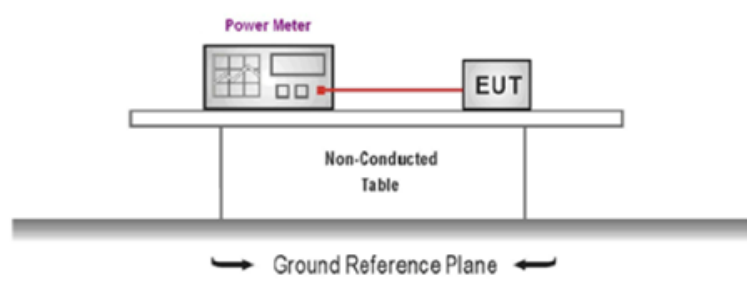 Power Meter
EUT
Non-Conducted
Table
Ground Reference Plane